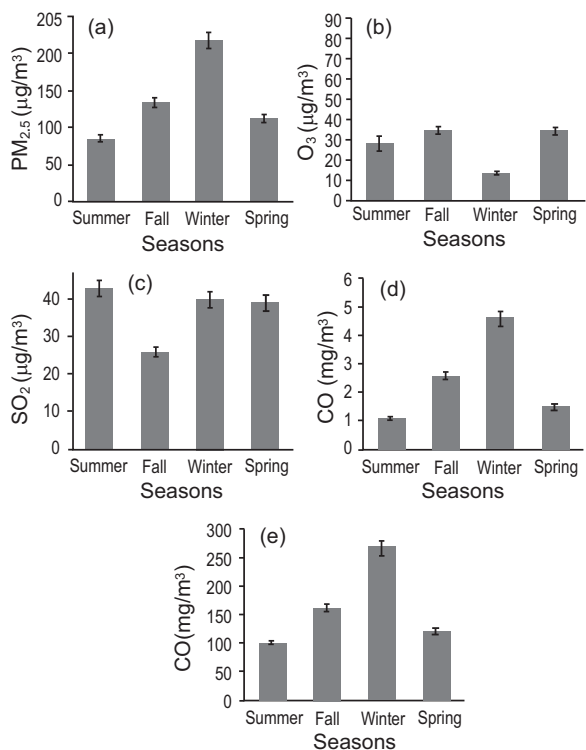 (a)
PM2.5 (μg/m³)
205
200
150
100
50
0
Summer Fall Winter Spring
Seasons
(b)
O3 (μg/m³)
90
80
70
60
50
40
30
20
10
0
Summer Fall Winter Spring
Seasons
(c)
SO2 (μg/m³)
40
30
20
10
0
Summer Fall Winter Spring
Seasons
(d)
CO (mg/m³)
6
5
4
3
2
1
0
Summer Fall Winter Spring
Seasons
(e)
CO(mg/m³)
300
250
200
150
100
50
0
Summer Fall Winter Spring
Seasons